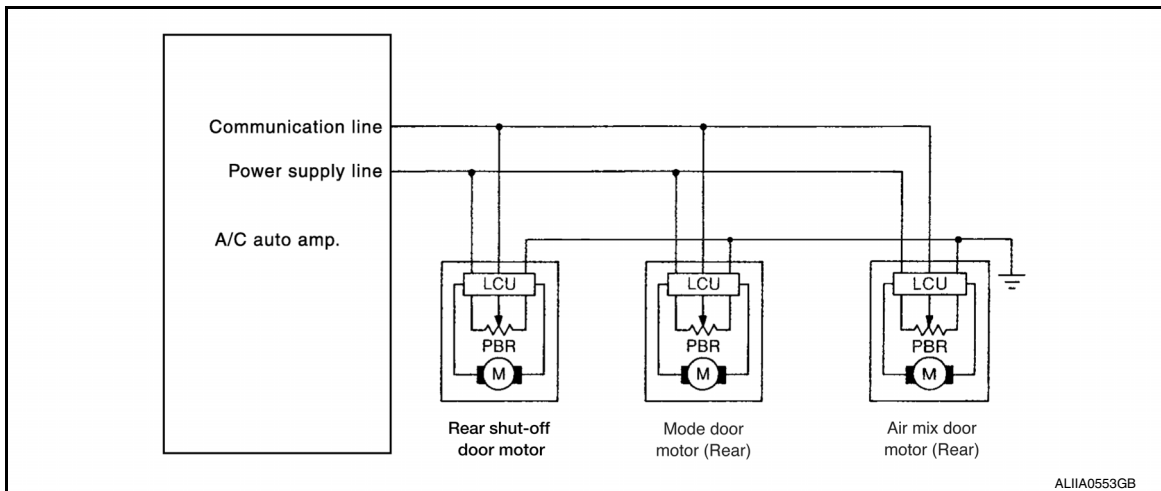 Communication line
Power supply line
A/C auto amp.
LCU
PBR
M
LCU
PBR
M
LCU
PBR
M
Rear shut-off
door motor
Mode door
motor (Rear)
Air mix door
motor (Rear)
ALIIA0553GB